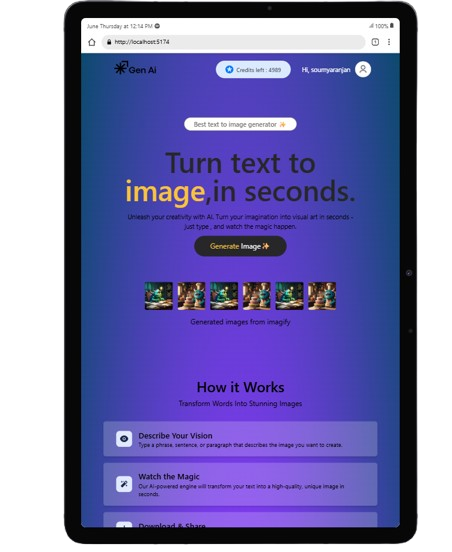 June Thursday at 12:14 PM
100%
http://localhost:5174
1
Gen Ai
Credits left : 4989
Hi, soumyaranjan
Best text to image generator ✨
Turn text to
image,in seconds.
Unleash your creativity with AI. Turn your imagination into visual art in seconds -
just type , and watch the magic happen.
Generate Image ✨
Generated images from imagify
How it Works
Transform Words Into Stunning Images
Describe Your Vision
Type a phrase, sentence, or paragraph that describes the image you want to create.
Watch the Magic
Our AI-powered engine will transform your text into a high-quality, unique image in
seconds.
Download & Share